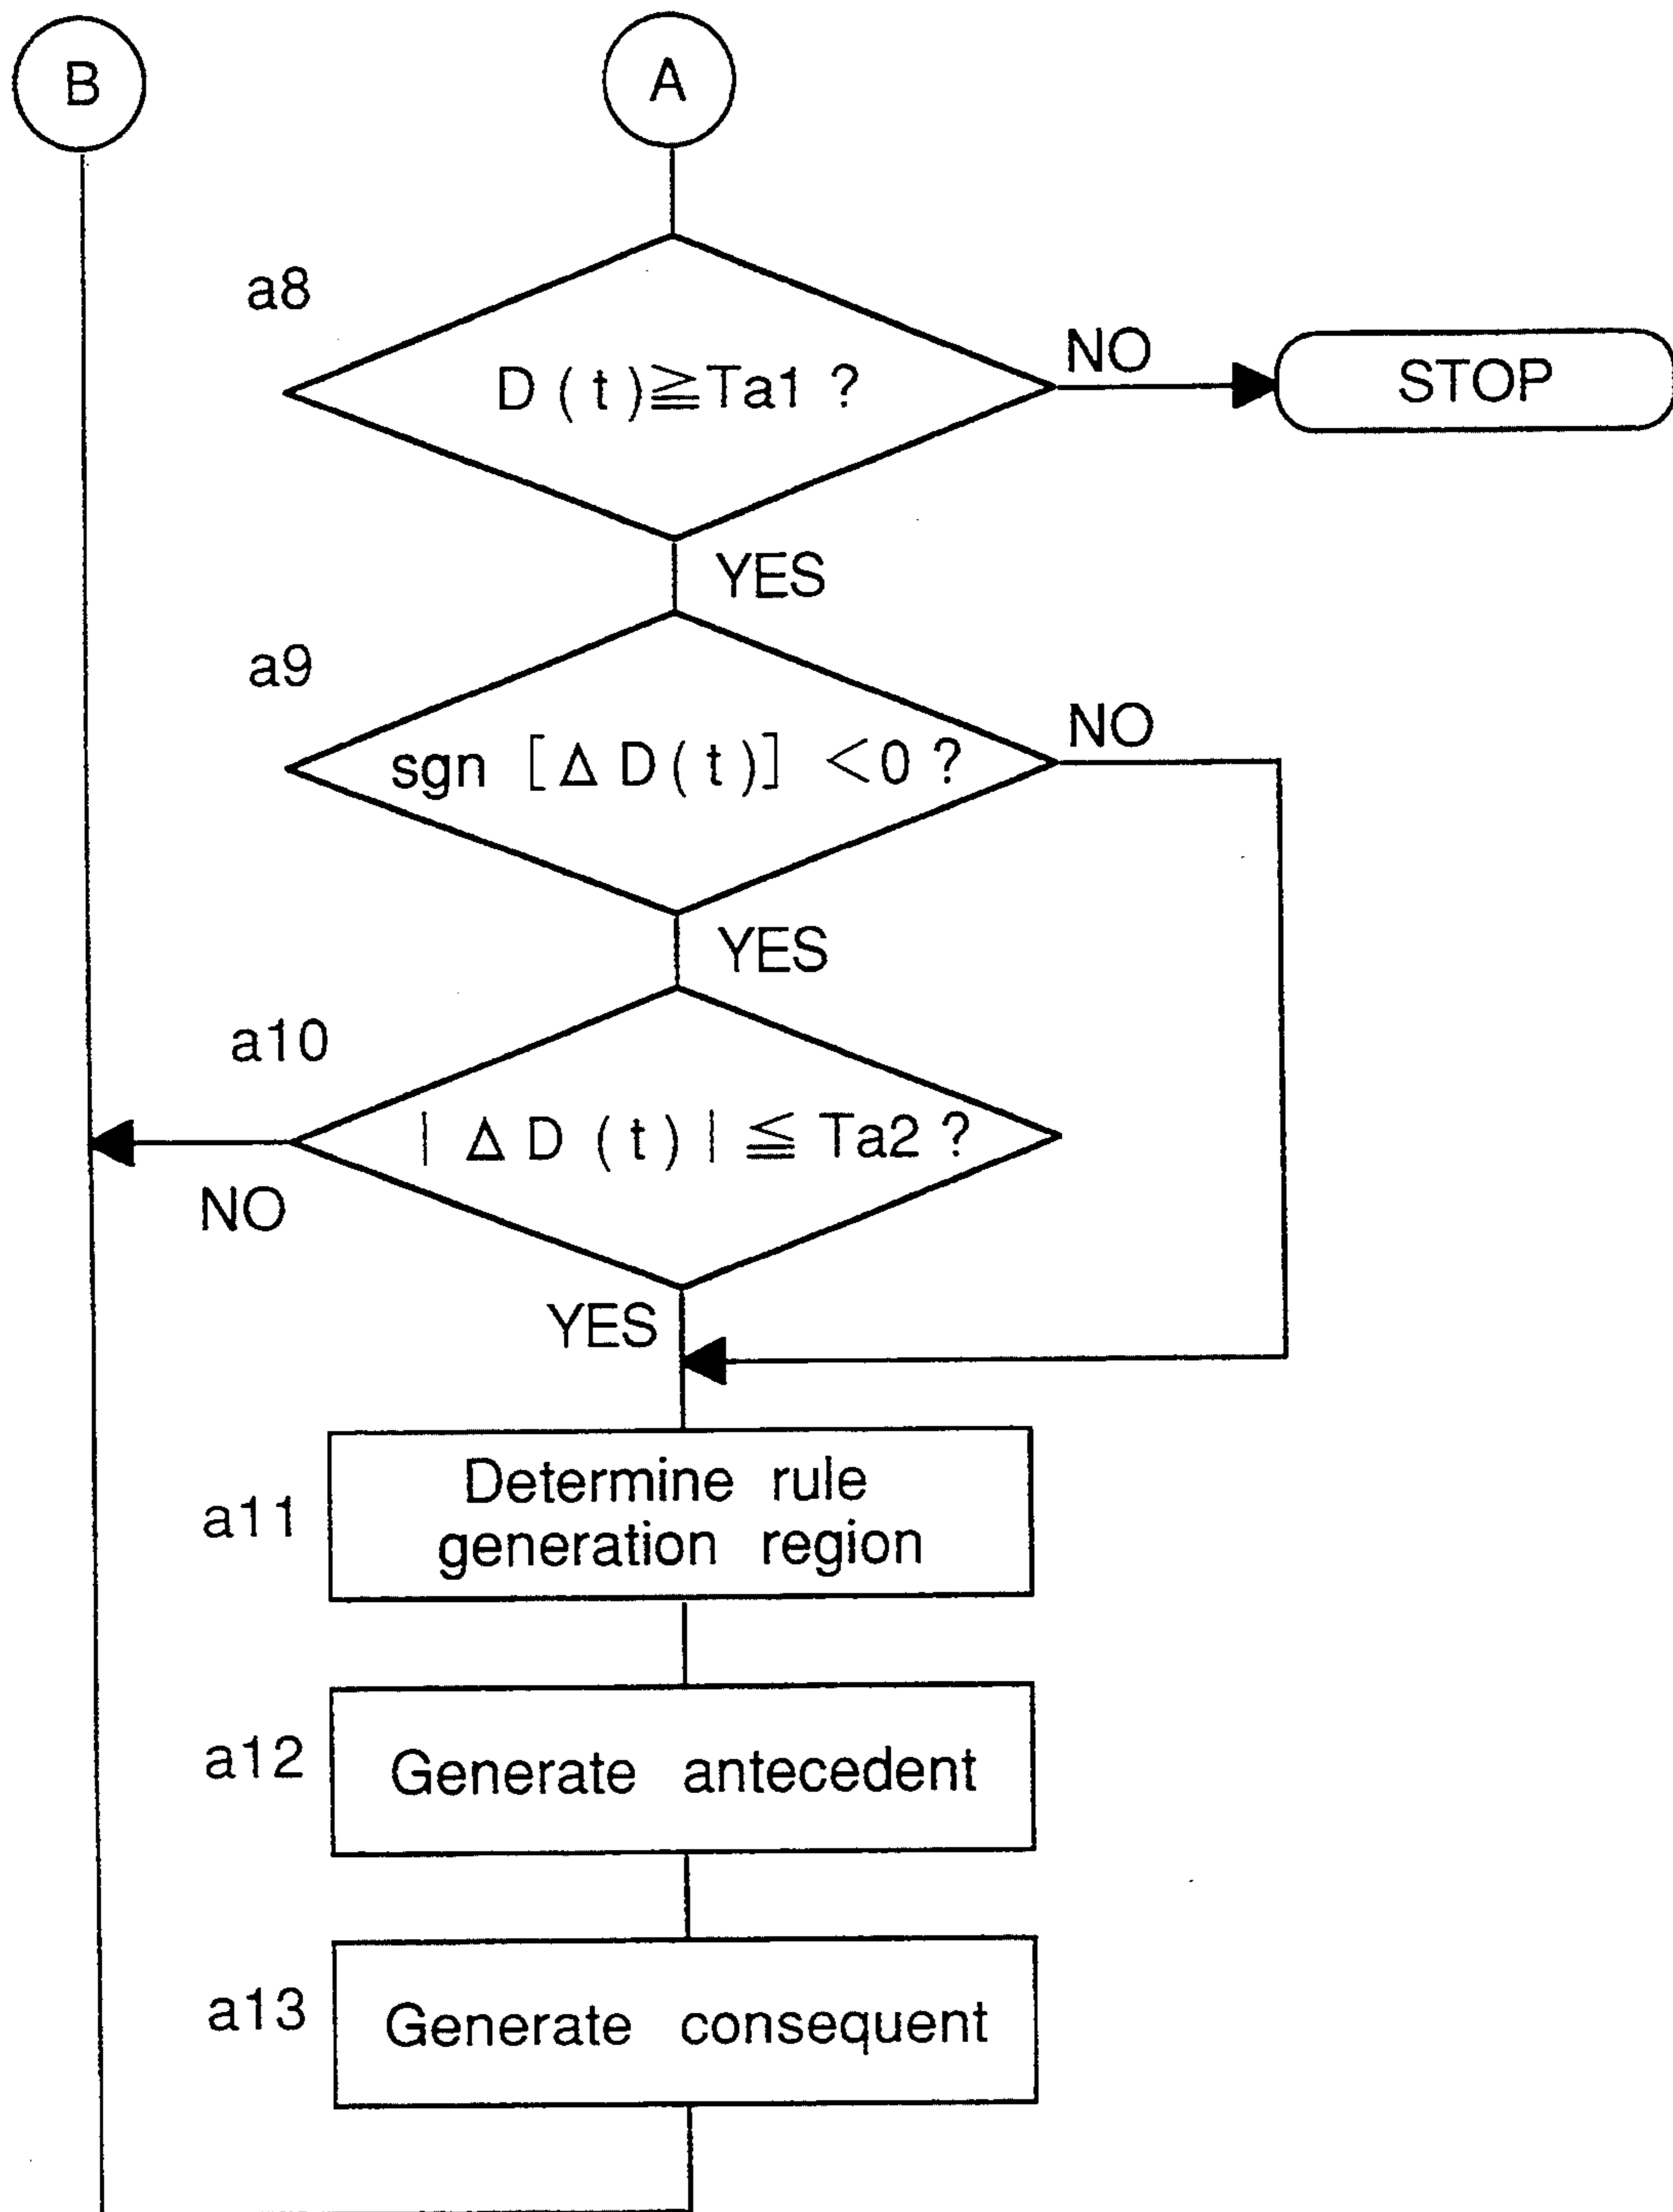 B
A
a8
D (t)≧Ta1 ?
NO
STOP
YES
a9
sgn [Δ D(t)] <0 ?
NO
YES
a10
| Δ D (t) | ≦ Ta2 ?
NO
YES
a11
Determine rule
generation region
a12
Generate antecedent
a13
Generate consequent